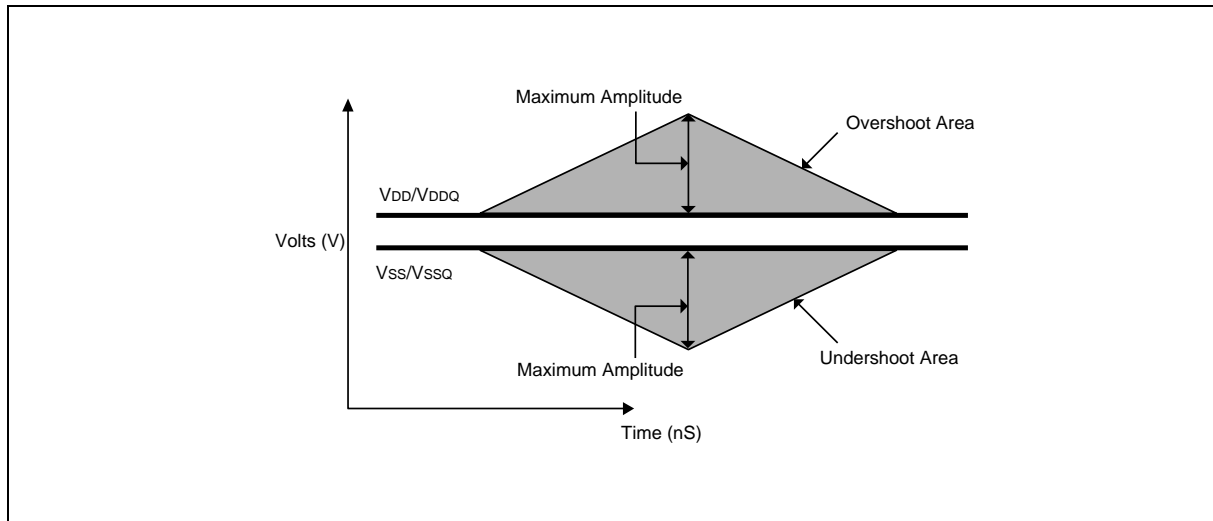 Maximum Amplitude
Overshoot Area
VDD/VDDQ
Volts (V)
VSS/VSSQ
Undershoot Area
Maximum Amplitude
Time (nS)